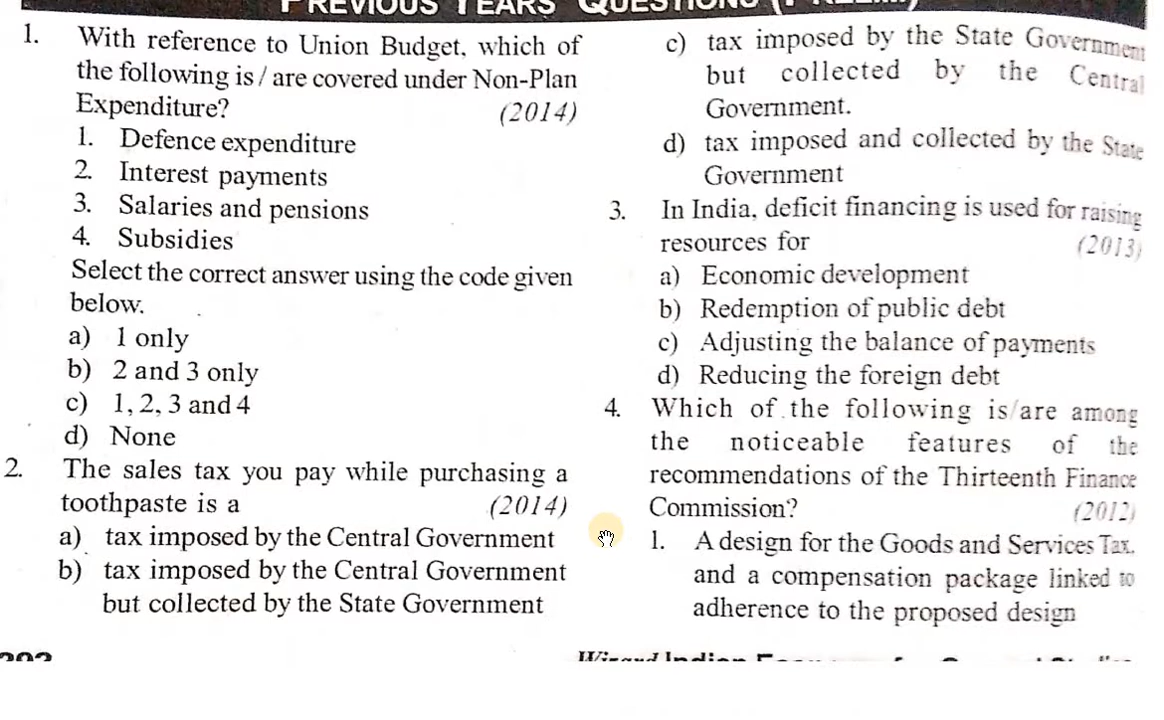 PREVIOUS YEARS QUESTIONS
1. With reference to Union Budget, which of
the following is / are covered under Non-Plan
Expenditure? (2014)
1. Defence expenditure
2. Interest payments
3. Salaries and pensions
4. Subsidies
Select the correct answer using the code given
below.
a) 1 only
b) 2 and 3 only
c) 1, 2, 3 and 4
d) None
2. The sales tax you pay while purchasing a
toothpaste is a (2014)
a) tax imposed by the Central Government
b) tax imposed by the Central Government
but collected by the State Government
c) tax imposed by the State Government
but collected by the Central
Government.
d) tax imposed and collected by the State
Government
3. In India, deficit financing is used for raising
resources for (2013)
a) Economic development
b) Redemption of public debt
c) Adjusting the balance of payments
d) Reducing the foreign debt
4. Which of the following is/are among
the noticeable features of the
recommendations of the Thirteenth Finance
Commission? (2012)
1. A design for the Goods and Services Tax,
and a compensation package linked to
adherence to the proposed design